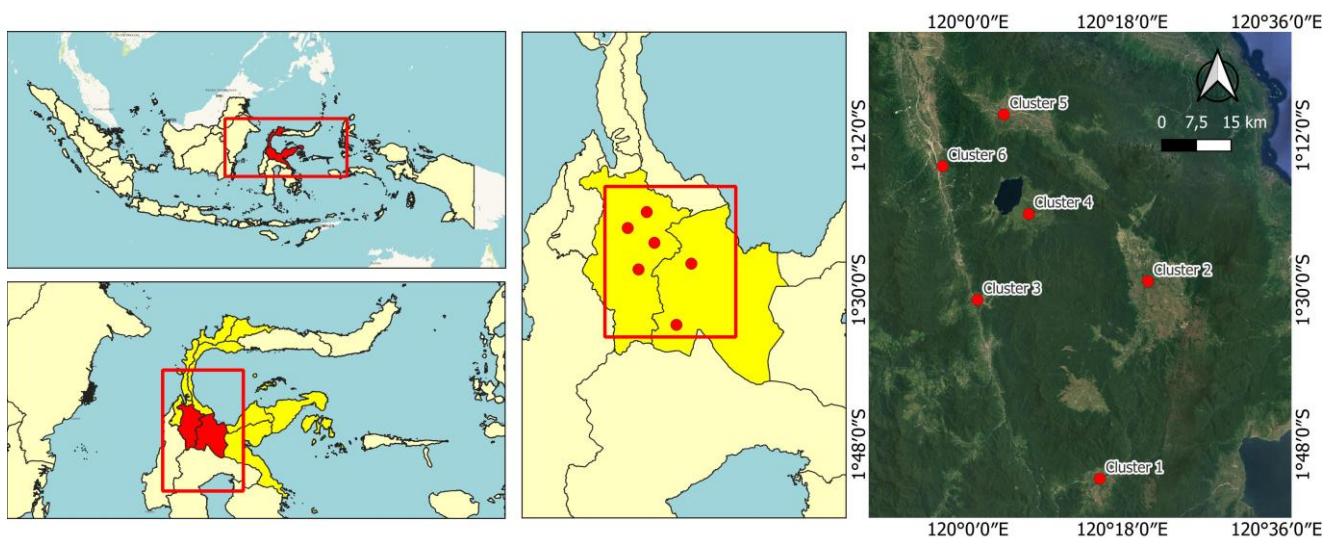 120°0′0″E 120°18′0″E 120°36′0″E
1°12′0″S
1°30′0″S
1°48′0″S
Cluster 5
0 7,5 15 km
Cluster 6
Cluster 4
Cluster 2
Cluster 3
Cluster 1
1°12′0″S
1°30′0″S
1°48′0″S
120°0′0″E 120°18′0″E 120°36′0″E